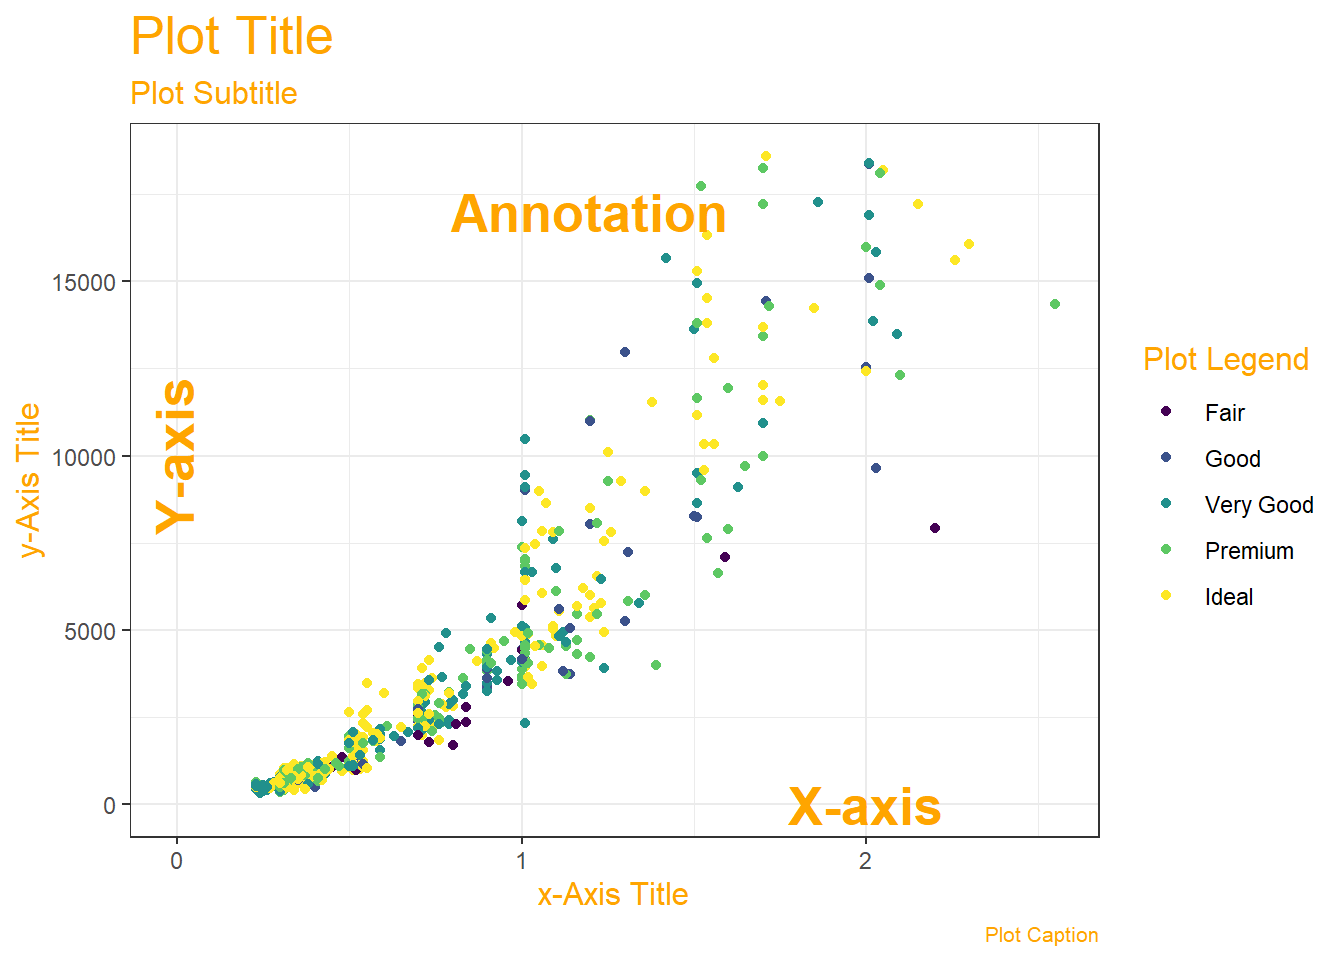 Plot Title
Plot Subtitle
Annotation
15000
10000
5000
0
y-Axis Title
Y-axis
X-axis
0
1
2
x-Axis Title
Plot Caption
Plot Legend
Fair
Good
Very Good
Premium
Ideal